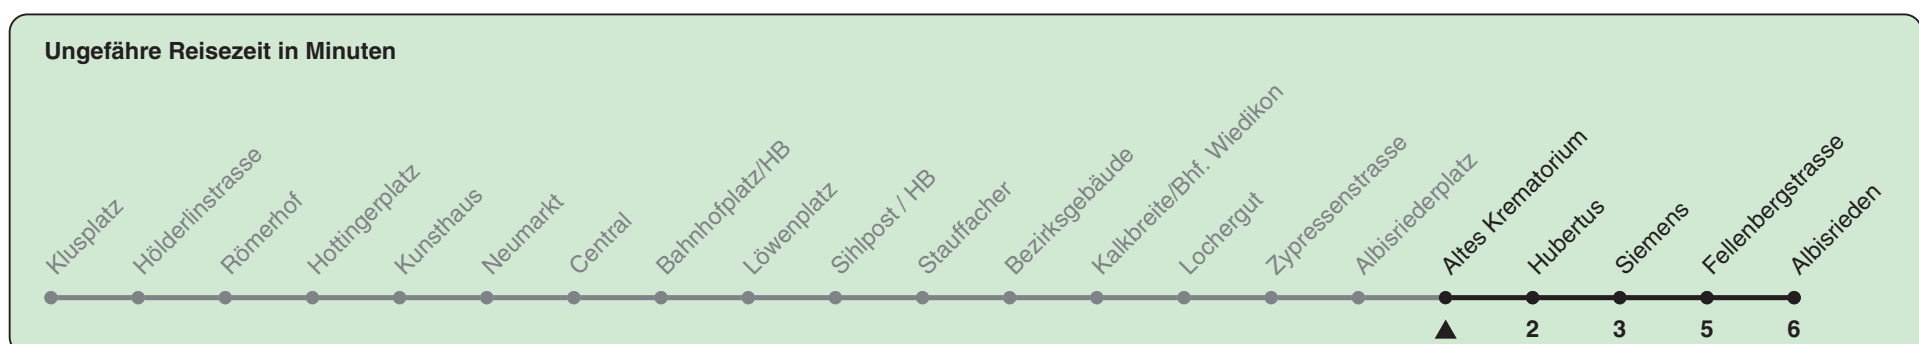 Ungefähre Reisezeit in Minuten
Klusplatz
Hölderlinstrasse
Römerhof
Hottingerplatz
Kunsthaus
Neumarkt
Central
Bahnhofplatz/HB
Löwenplatz
Sihlpost / HB
Stauffacher
Bezirksgebäude
Kalkbreite/Bhf. Wiedikon
Lochergut
Zypressenstrasse
Albisriederplatz
Altes Krematorium
Hubertus
Siemens
Fellenbergstrasse
Albisrieden
2 3 5 6